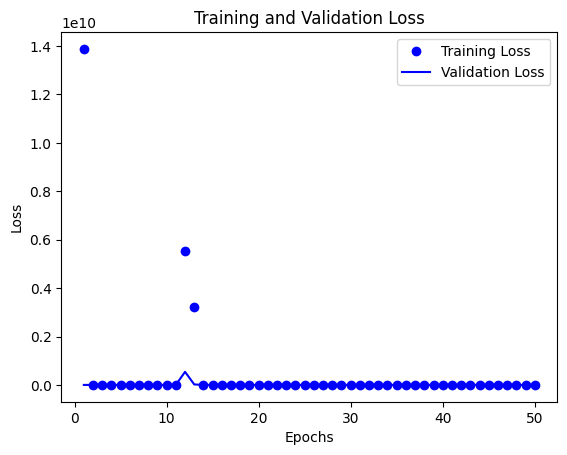 Training and Validation Loss
1e10
Training Loss
Validation Loss
1.4
1.2
1.0
0.8
0.6
0.4
0.2
0.0
Loss
0 10 20 30 40 50
Epochs